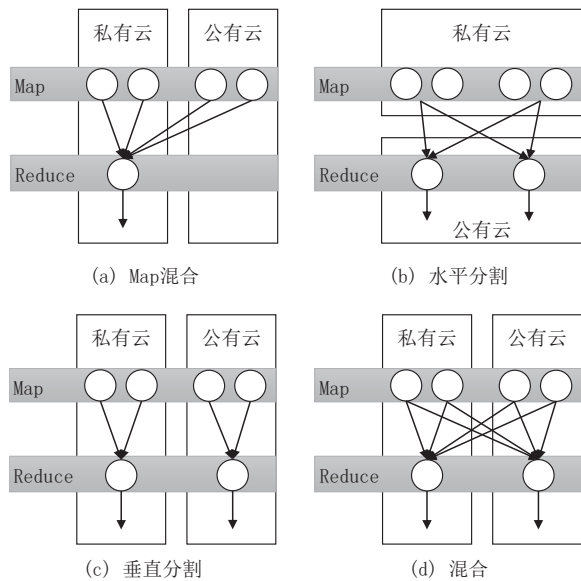 私有云 公有云
Map
Reduce
(a) Map混合
私有云
Map
Reduce
公有云
(b) 水平分割
私有云 公有云
Map
Reduce
(c) 垂直分割
私有云 公有云
Map
Reduce
(d) 混合